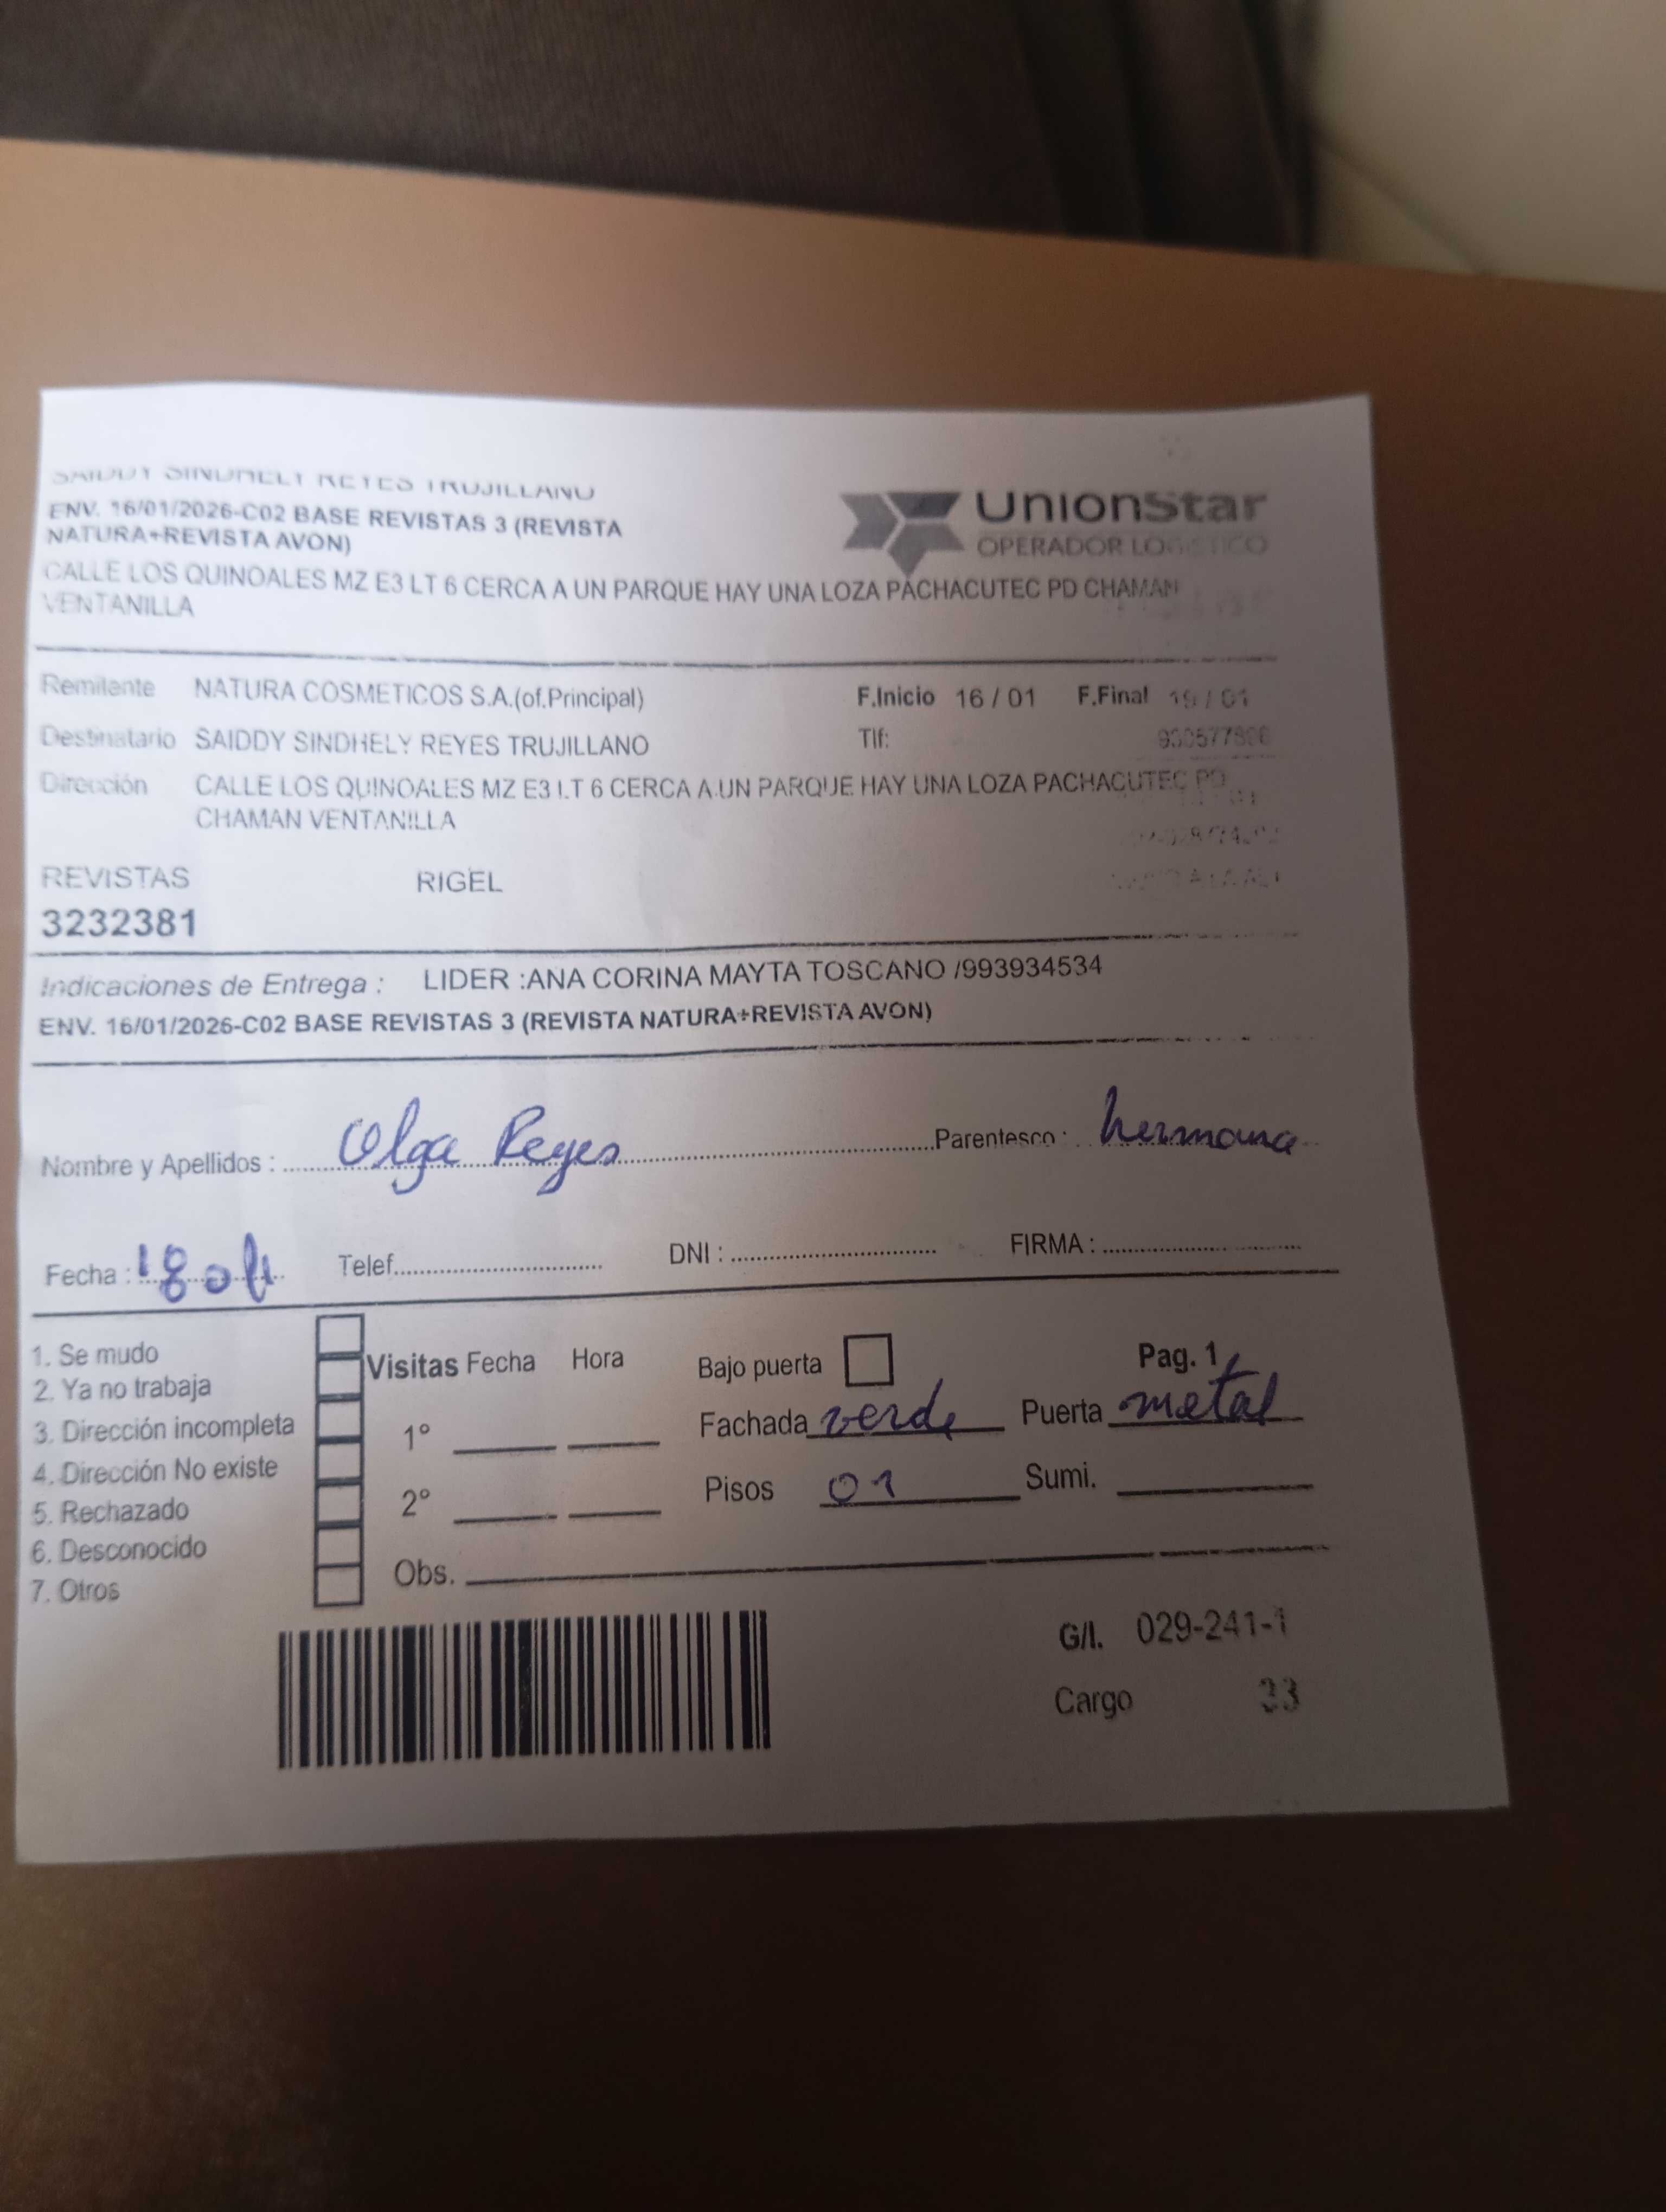 SAIDDY SINDHELY REYES TRUJILLANO
ENV. 16/01/2026-C02 BASE REVISTAS 3 (REVISTA
NATURA+REVISTA AVON)
UnionStar
OPERADOR LOGISTICO
CALLE LOS QUINOALES MZ E3 LT 6 CERCA A UN PARQUE HAY UNA LOZA PACHACUTEC PD CHAMAN
VENTANILLA
Remitente NATURA COSMETICOS S.A.(of.Principal) F.Inicio 16 / 01 F.Final 19 / 01
Destinatario SAIDDY SINDHELY REYES TRUJILLANO Tlf:
Dirección CALLE LOS QUINOALES MZ E3 LT 6 CERCA A UN PARQUE HAY UNA LOZA PACHACUTEC PD
CHAMAN VENTANILLA
REVISTAS RIGEL
3232381
Indicaciones de Entrega : LIDER :ANA CORINA MAYTA TOSCANO /993934534
ENV. 16/01/2026-C02 BASE REVISTAS 3 (REVISTA NATURA+REVISTA AVON)
Nombre y Apellidos : Olga Reyes Parentesco : hermana
Fecha : 18 01 Telef. DNI : FIRMA :
1. Se mudo
2. Ya no trabaja
3. Dirección incompleta
4. Dirección No existe
5. Rechazado
6. Desconocido
7. Otros
Visitas Fecha Hora
1°
2°
Obs.
Bajo puerta Pag. 1
Fachada verde Puerta metal
Pisos 01 Sumi.
G/I. 029-241-1
Cargo 33